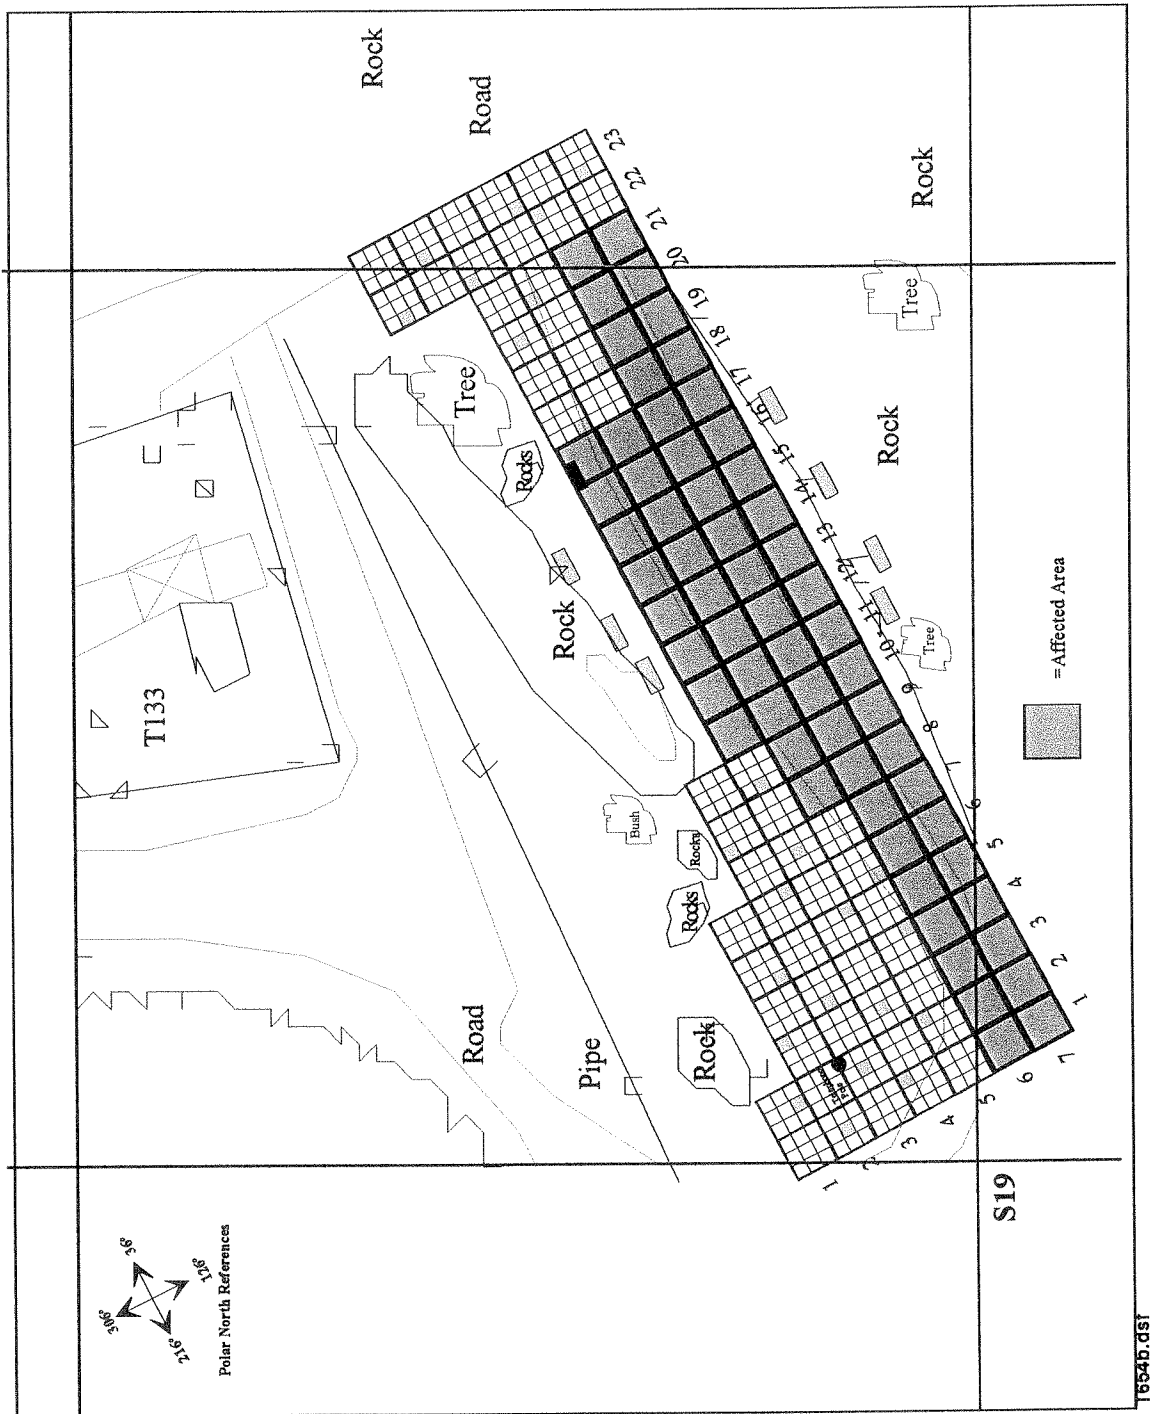 Rock
Road
Rock
Tree
Tree
Rocks
Rock
Rock
T133
Bush
Rocks
Rocks
Tree
Road
Pipe
Rock
Pole
1
2
3
4
5
6
7
1
2
3
4
5
6
7
8
9
10
11
12
13
14
15
16
17
18
19
20
21
22
23
= Affected Area
S19
306°
36°
126°
216°
Polar North References
1654b.dsf